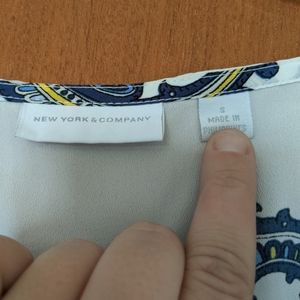 NEW YORK & COMPANY
S
MADE IN
PHILIPPINES